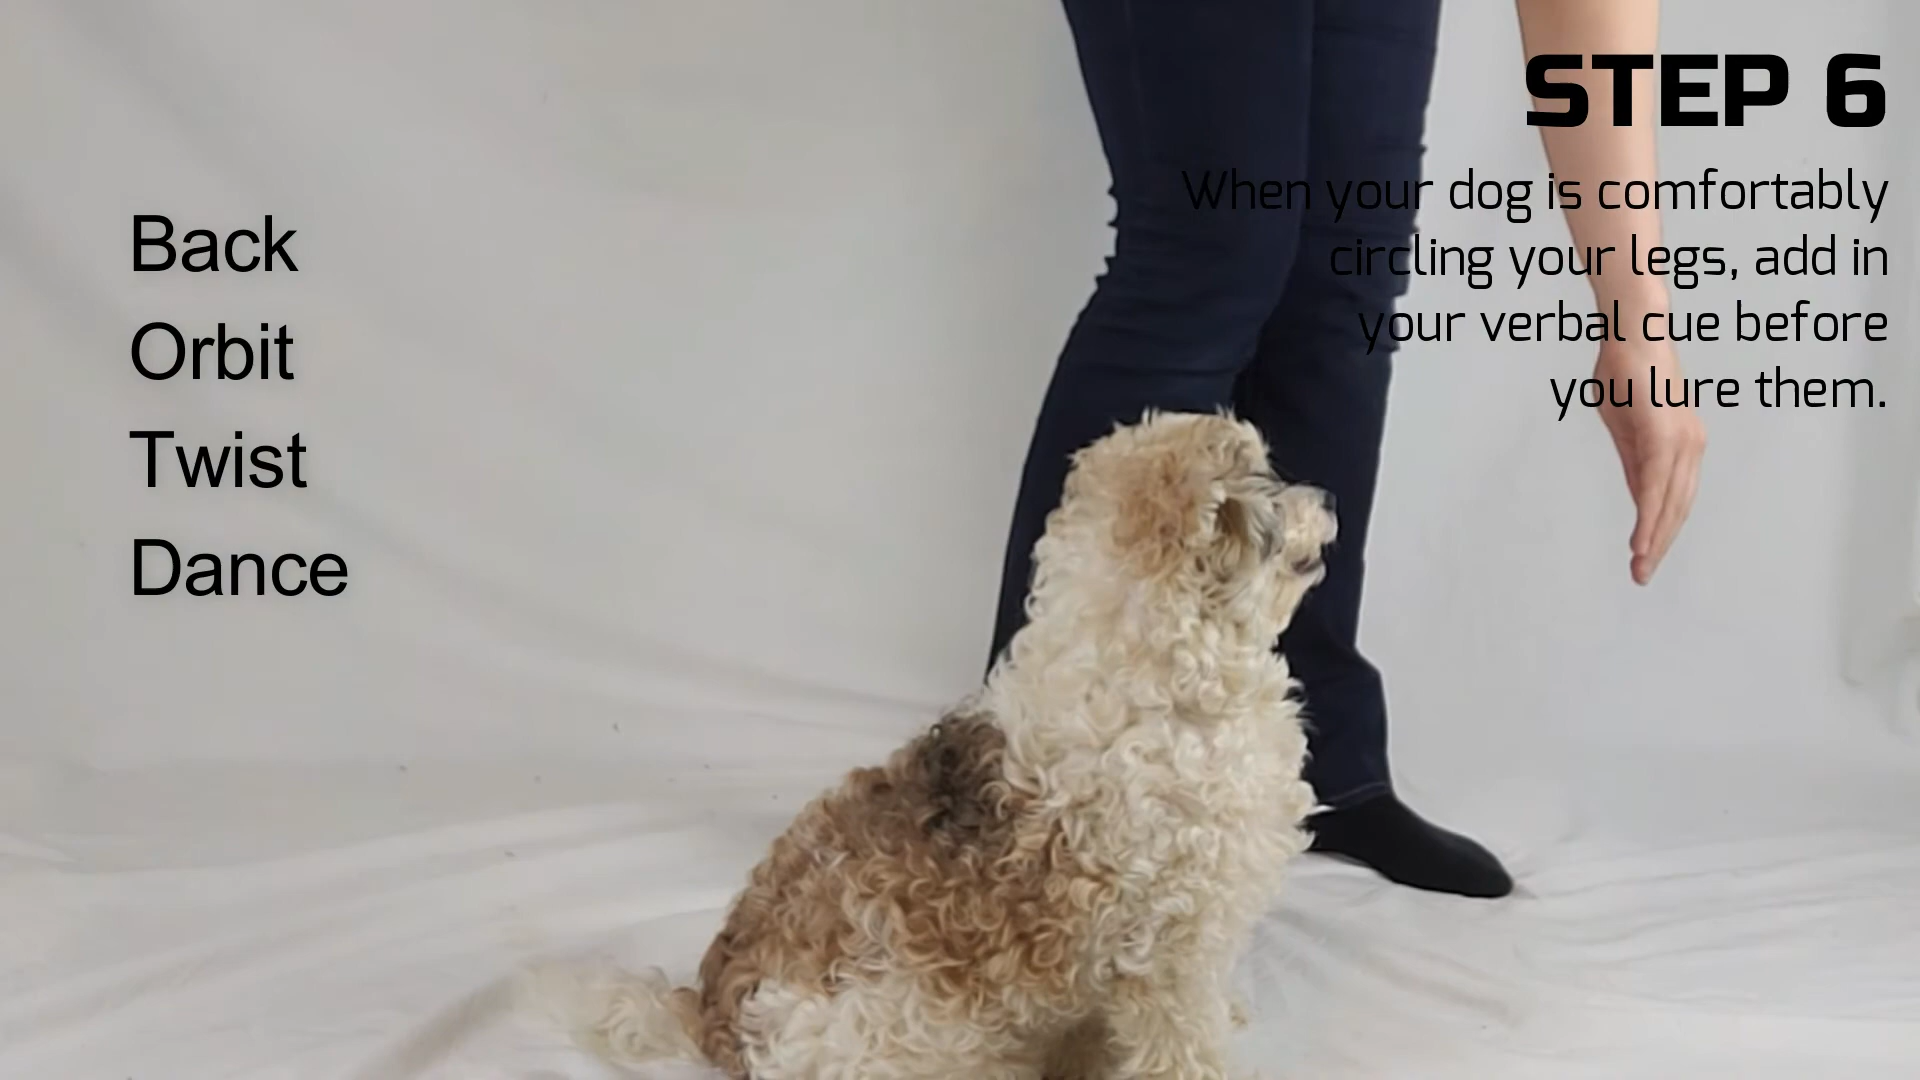 STEP 6
When your dog is comfortably
circling your legs, add in
your verbal cue before
you lure them.
Back
Orbit
Twist
Dance